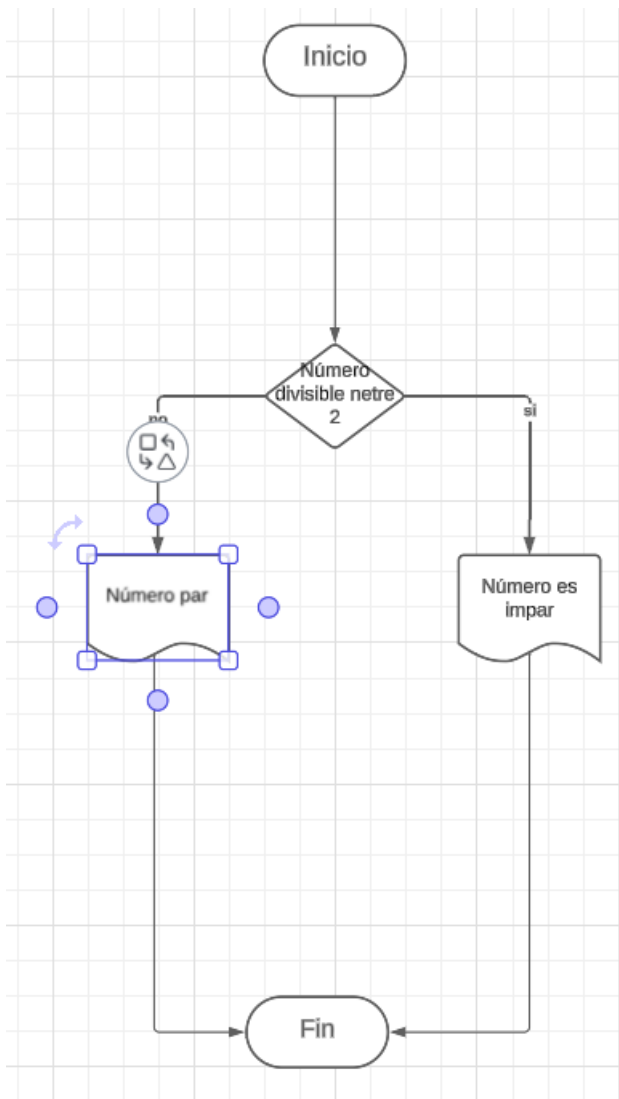 Inicio
Número
divisible netre
2
no
si
Número par
Número es
impar
Fin